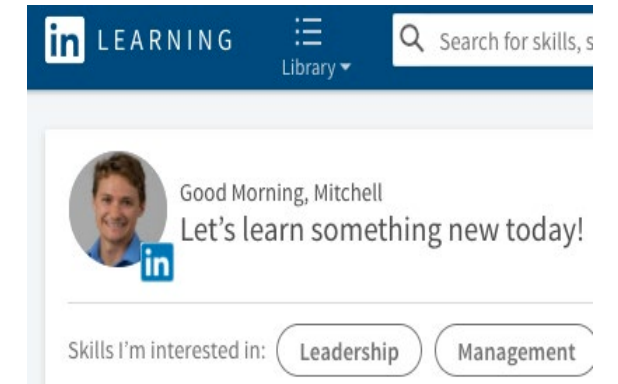 in LEARNING
Library
Search for skills, s
Good Morning, Mitchell
Let's learn something new today!
in
Skills I'm interested in: Leadership Management